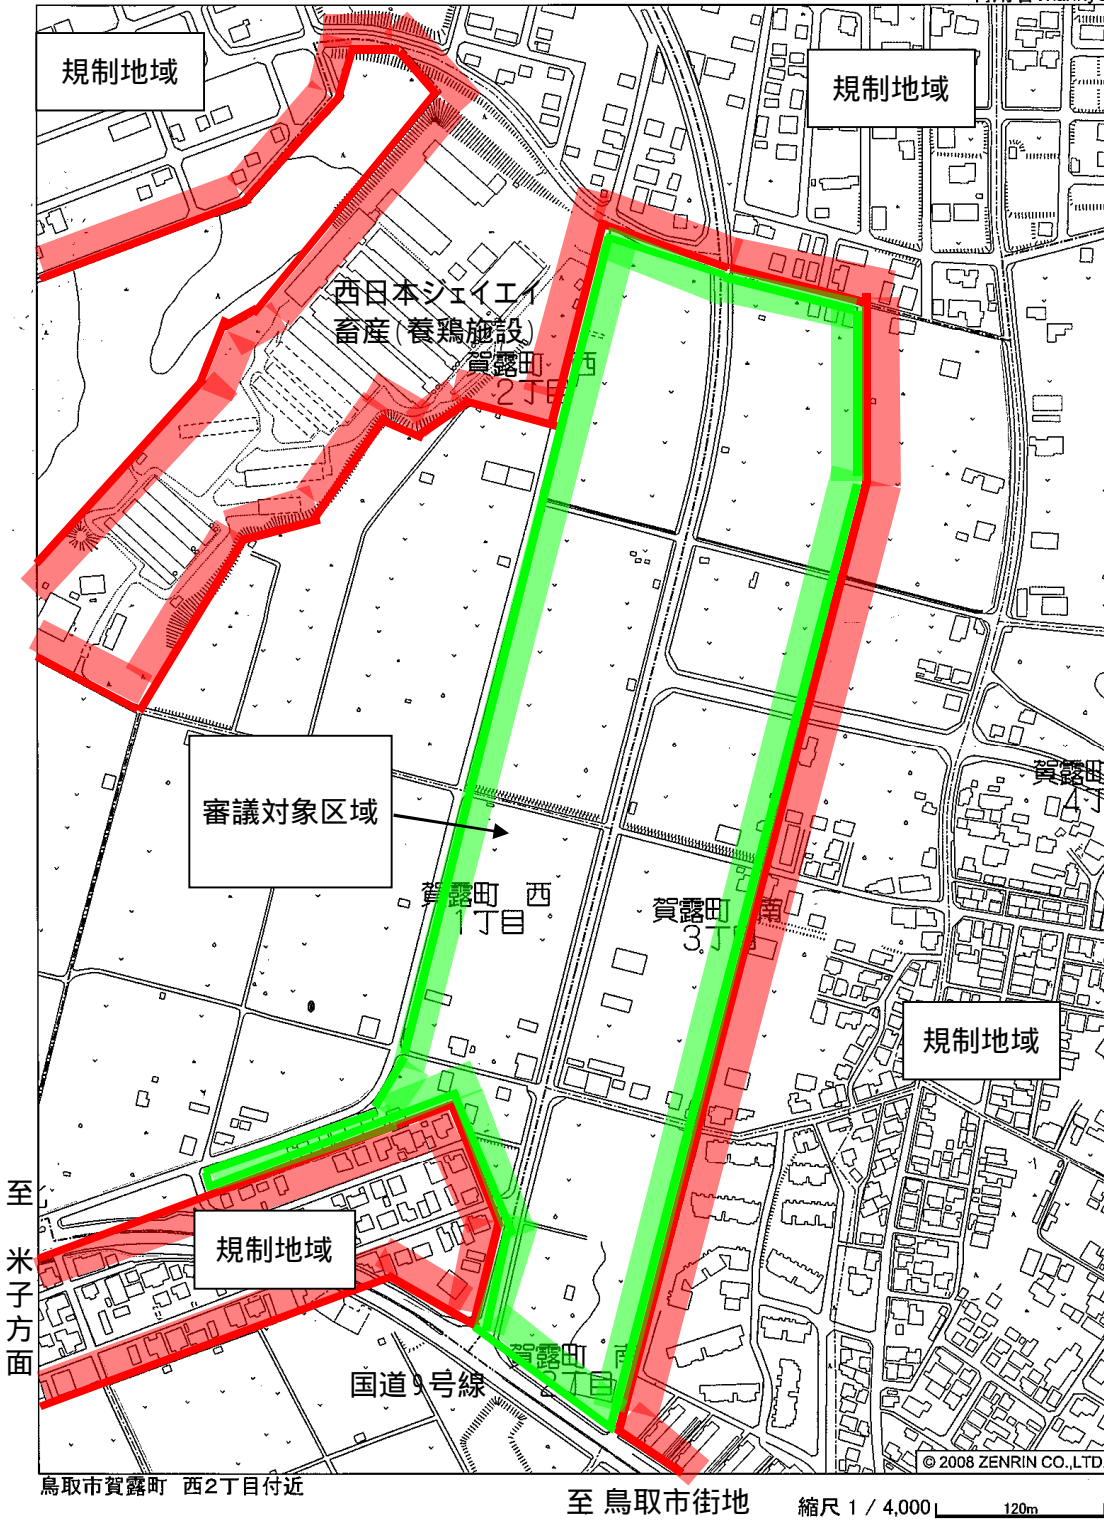 規制地域
規制地域
西日本ジェイエイ
畜産(養鶏施設)
賀露町 西
2丁目
審議対象区域
賀露町
4丁
賀露町 西
1丁目
賀露町 南
3丁目
規制地域
至 米子方面
規制地域
賀露町 南
2丁目
国道9号線
© 2008 ZENRIN CO.,LTD.
鳥取市賀露町 西2丁目付近
至 鳥取市街地
縮尺 1 / 4,000
120m